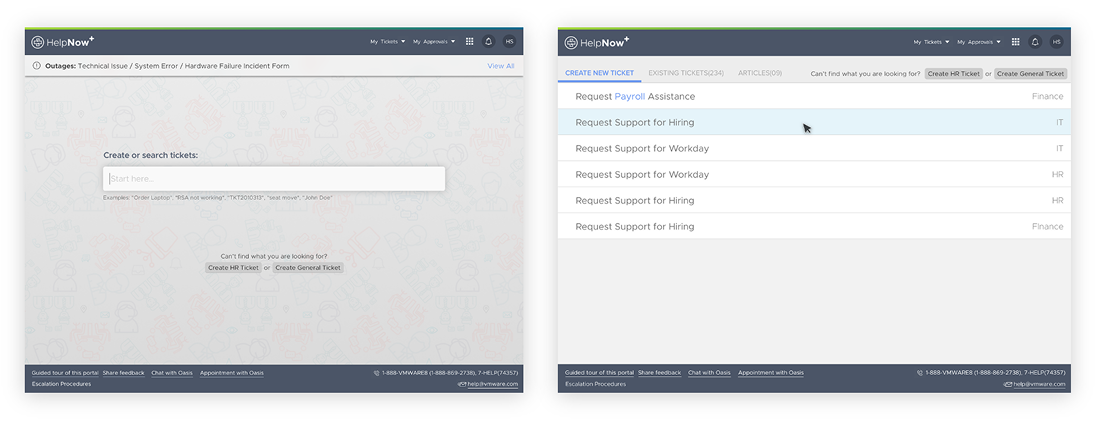 HelpNow+
My Tickets My Approvals HS
Outages: Technical Issue / System Error / Hardware Failure Incident Form View All
Create or search tickets:
Start here...
Examples: "Order Laptop", "RSA not working", "TKT2010313", "seat move", "John Doe"
Can't find what you are looking for?
Create HR Ticket or Create General Ticket
Guided tour of this portal Share feedback Chat with Oasis Appointment with Oasis 1-888-VMWARE8 (1-888-869-2738), 7-HELP(74357)
Escalation Procedures help@vmware.com
HelpNow+
My Tickets My Approvals HS
CREATE NEW TICKET EXISTING TICKETS(234) ARTICLES(09) Can't find what you are looking for? Create HR Ticket or Create General Ticket
Request Payroll Assistance Finance
Request Support for Hiring IT
Request Support for Workday IT
Request Support for Workday HR
Request Support for Hiring HR
Request Support for Hiring Finance
Guided tour of this portal Share feedback Chat with Oasis Appointment with Oasis 1-888-VMWARE8 (1-888-869-2738), 7-HELP(74357)
Escalation Procedures help@vmware.com